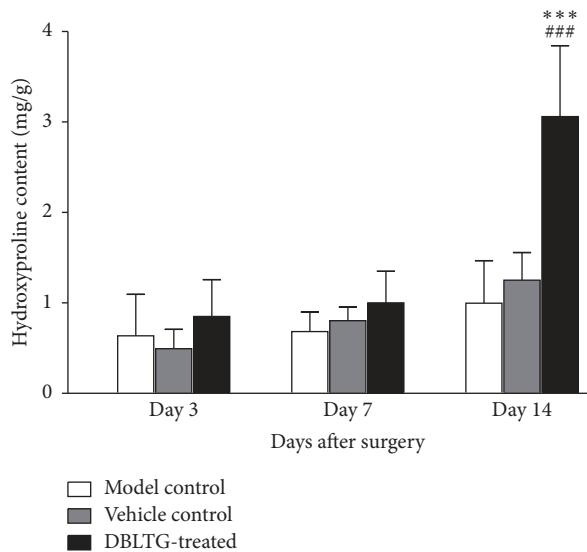 ***
###
4
3
2
1
0
Hydroxyproline content (mg/g)
Day 3 Day 7 Day 14
Days after surgery
Model control
Vehicle control
DBLTG-treated